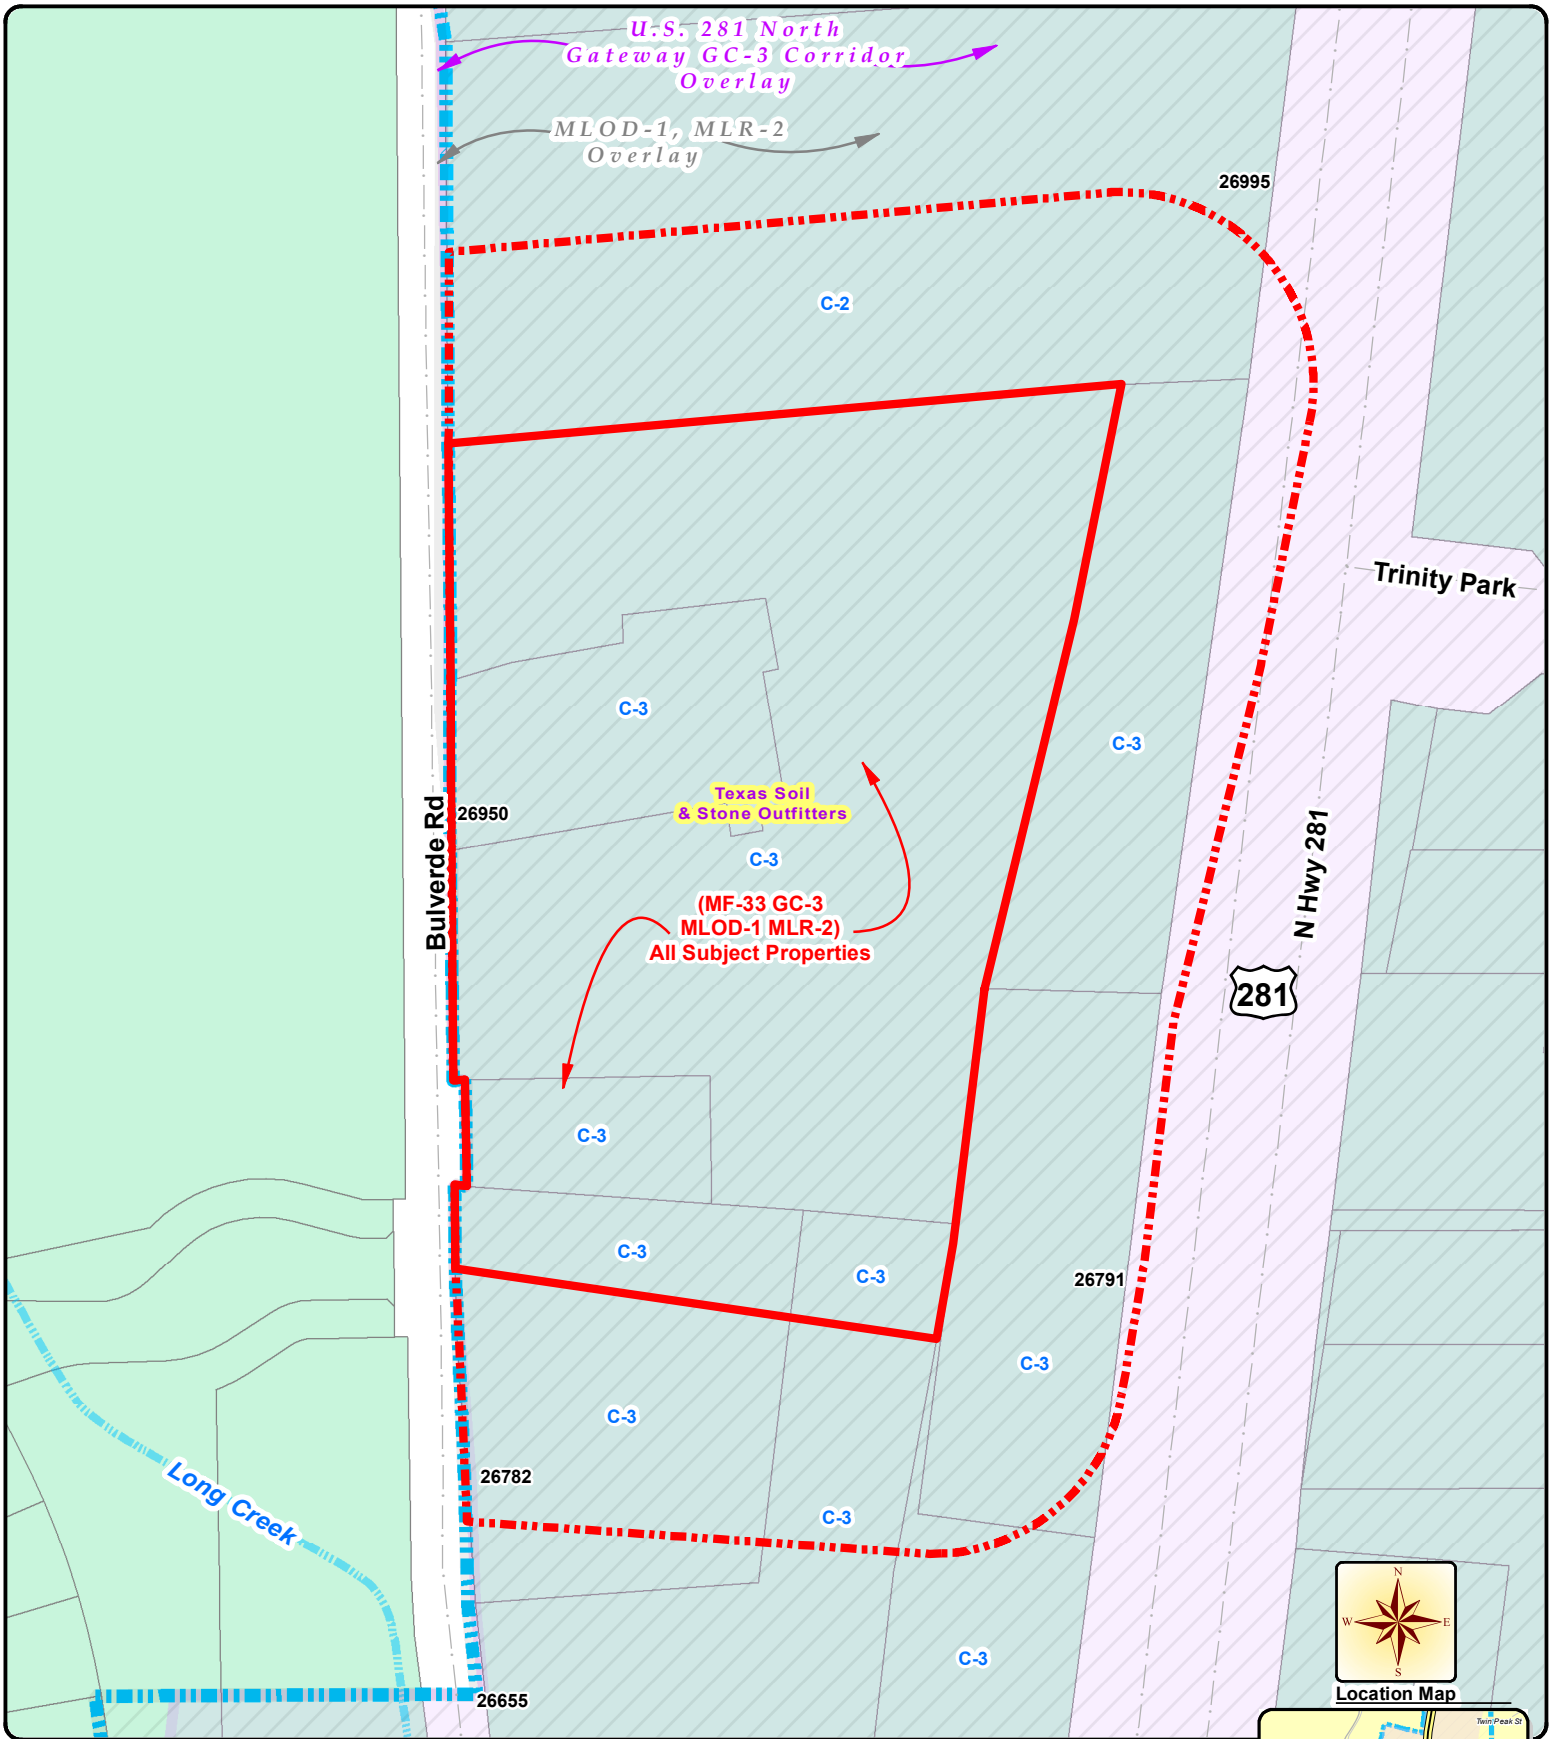 U.S. 281 North
Gateway GC-3 Corridor
Overlay
MLOD-1, MLR-2
Overlay
26995
C-2
Trinity Park
C-3
C-3
Texas Soil
& Stone Outfitters
26950
Bulverde Rd
N Hwy 281
C-3
(MF-33 GC-3
MLOD-1 MLR-2)
All Subject Properties
281
C-3
C-3
C-3
26791
C-3
C-3
26782
Long Creek
C-3
C-3
26655
N
W
E
S
Location Map
Twin Peak St